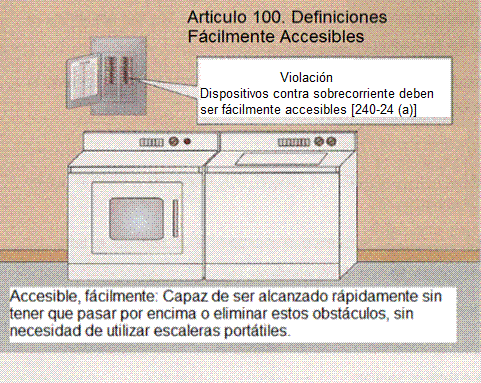 Articulo 100. Definiciones
Fácilmente Accesibles
Violación
Dispositivos contra sobrecorriente deben
ser fácilmente accesibles [240-24 (a)]
Accesible, fácilmente: Capaz de ser alcanzado rápidamente sin
tener que pasar por encima o eliminar estos obstáculos, sin
necesidad de utilizar escaleras portátiles.